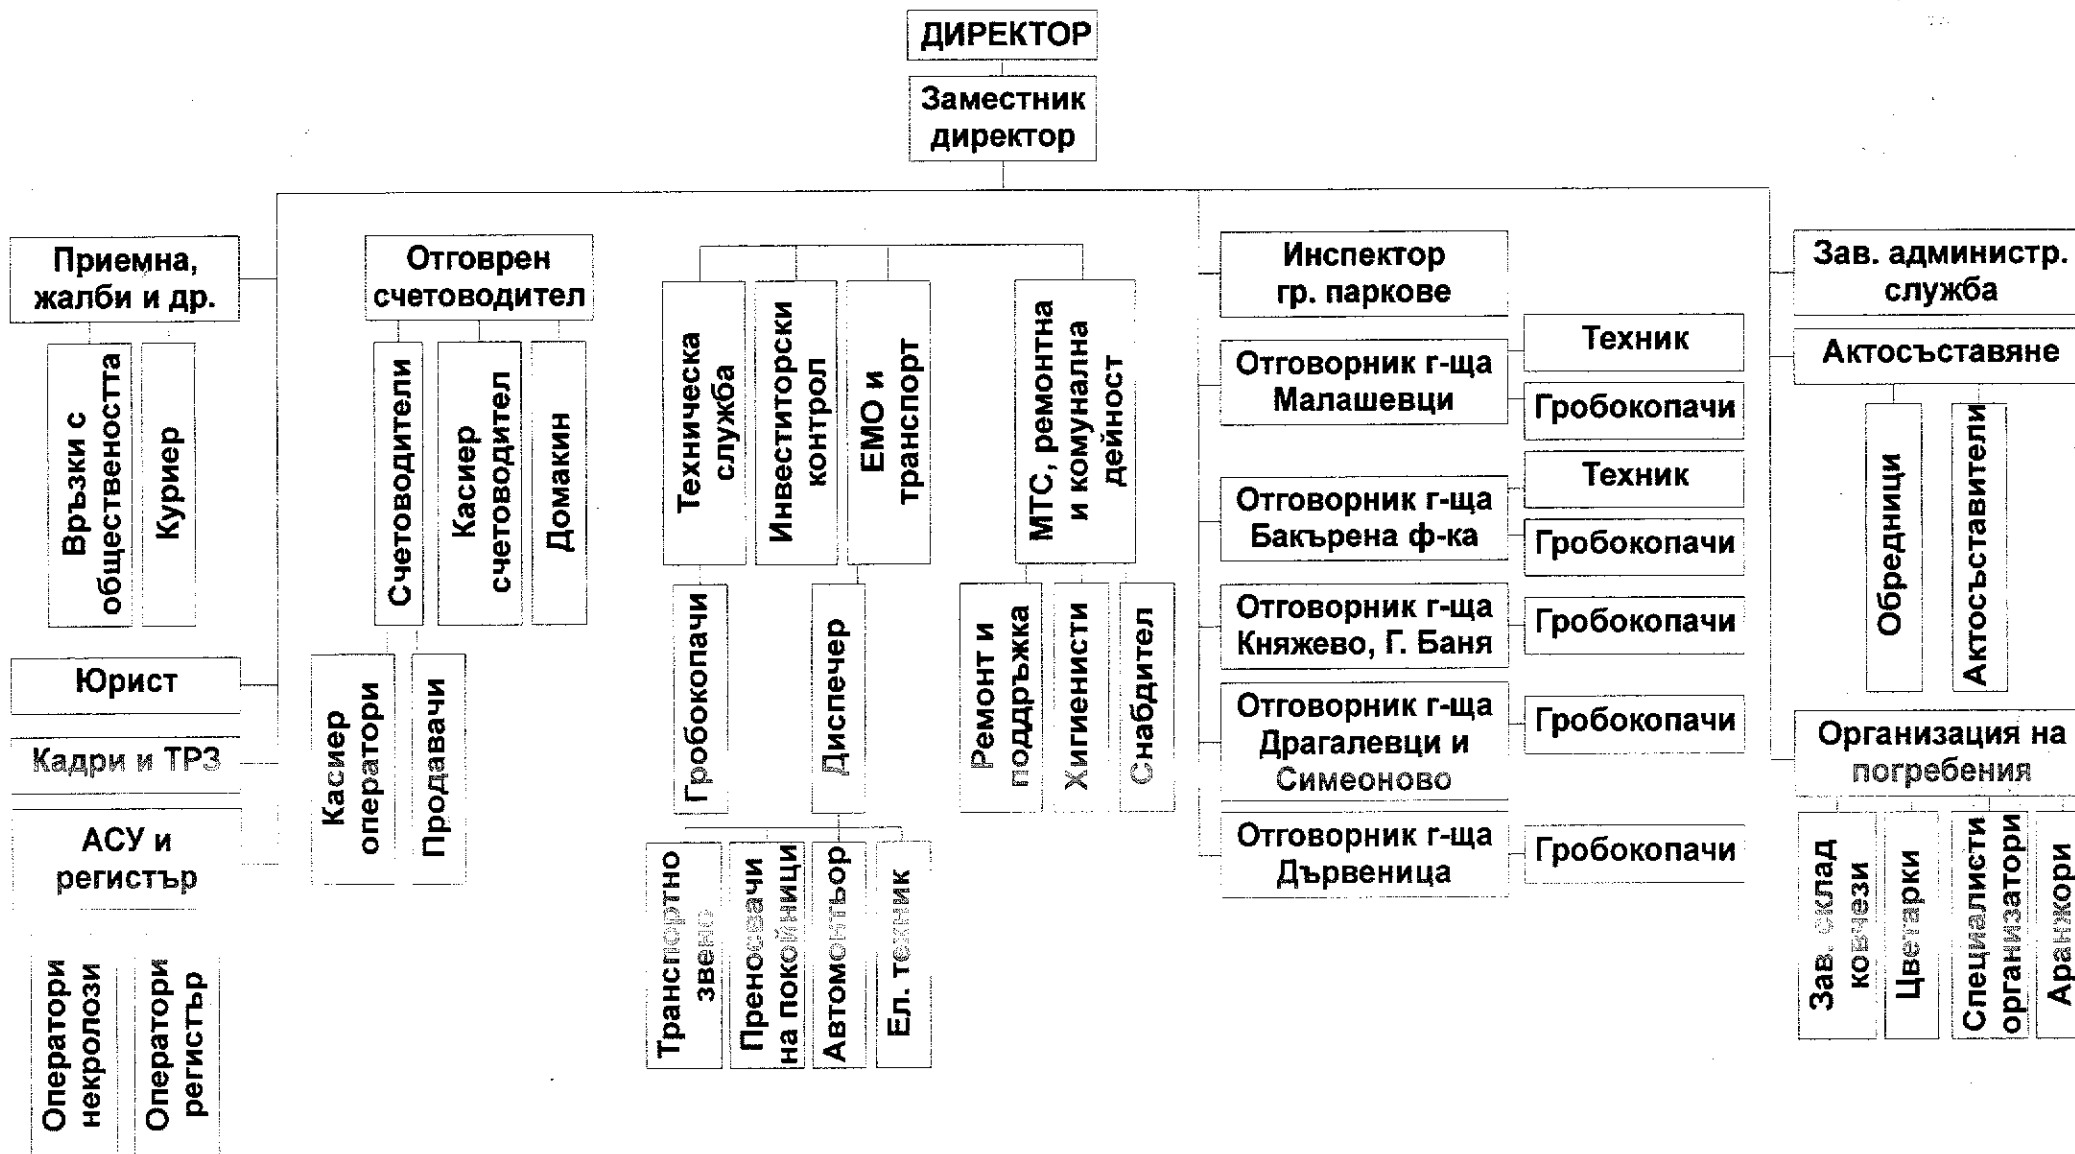 ДИРЕКТОР
Заместник
директор
Приемна,
жалби и др.
Връзки с
обществеността
Куриер
Юрист
Кадри и ТРЗ
АСУ и
регистър
Оператори
некролози
Оператори
регистър
Отговрен
счетоводител
Счетоводители
Касиер
счетоводител
Домакин
Касиер
оператори
Продавачи
Техническа
служба
Инвеститорски
контрол
ЕМО и
транспорт
МТС, ремонтна
и комунална
дейност
Гробокопачи
Диспечер
Ремонт и
поддръжка
Хигиенисти
Снабдител
Транспортно
звено
Преносвачи
на покойници
Автомонтьор
Ел. техник
Инспектор
гр. паркове
Отговорник г-ща
Малашевци
Техник
Гробокопачи
Отговорник г-ща
Бакърена ф-ка
Техник
Гробокопачи
Отговорник г-ща
Княжево, Г. Баня
Гробокопачи
Отговорник г-ща
Драгалевци и
Симеоново
Гробокопачи
Отговорник г-ща
Дървеница
Гробокопачи
Зав. администр.
служба
Актосъставяне
Обредници
Актосъставители
Организация на
погребения
Зав. склад
ковчези
Цветарки
Специалисти
организатори
Аранжори